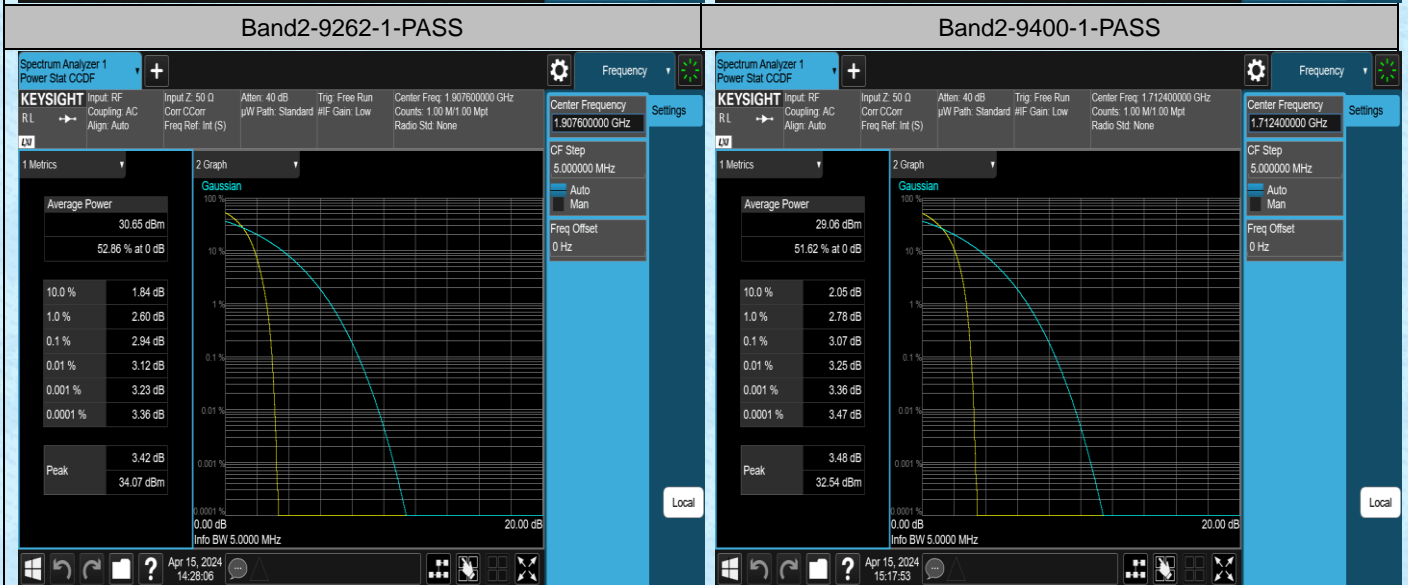 Band2-9262-1-PASS
Band2-9400-1-PASS
Spectrum Analyzer 1
Power Stat CCDF
Frequency
KEYSIGHT
RL
LXI
Input: RF
Coupling: AC
Align: Auto
Input Z: 50 Ω
Corr CCorr
Freq Ref: Int (S)
Atten: 40 dB
µW Path: Standard
Trig: Free Run
#IF Gain: Low
Center Freq: 1.907600000 GHz
Counts: 1.00 M/1.00 Mpt
Radio Std: None
Center Frequency
1.907600000 GHz
Settings
CF Step
5.000000 MHz
Auto
Man
Freq Offset
0 Hz
1 Metrics
2 Graph
Average Power
30.65 dBm
52.86 % at 0 dB
10.0 % 1.84 dB
1.0 % 2.60 dB
0.1 % 2.94 dB
0.01 % 3.12 dB
0.001 % 3.23 dB
0.0001 % 3.36 dB
Peak
3.42 dB
34.07 dBm
Gaussian
100 %
10 %
1 %
0.1 %
0.01 %
0.001 %
0.0001 %
0.00 dB 20.00 dB
Info BW 5.0000 MHz
Local
?
Apr 15, 2024
14:28:06
Spectrum Analyzer 1
Power Stat CCDF
Frequency
KEYSIGHT
RL
LXI
Input: RF
Coupling: AC
Align: Auto
Input Z: 50 Ω
Corr CCorr
Freq Ref: Int (S)
Atten: 40 dB
µW Path: Standard
Trig: Free Run
#IF Gain: Low
Center Freq: 1.712400000 GHz
Counts: 1.00 M/1.00 Mpt
Radio Std: None
Center Frequency
1.712400000 GHz
Settings
CF Step
5.000000 MHz
Auto
Man
Freq Offset
0 Hz
1 Metrics
2 Graph
Average Power
29.06 dBm
51.62 % at 0 dB
10.0 % 2.05 dB
1.0 % 2.78 dB
0.1 % 3.07 dB
0.01 % 3.25 dB
0.001 % 3.36 dB
0.0001 % 3.47 dB
Peak
3.48 dB
32.54 dBm
Gaussian
100 %
10 %
1 %
0.1 %
0.01 %
0.001 %
0.0001 %
0.00 dB 20.00 dB
Info BW 5.0000 MHz
Local
?
Apr 15, 2024
15:17:53